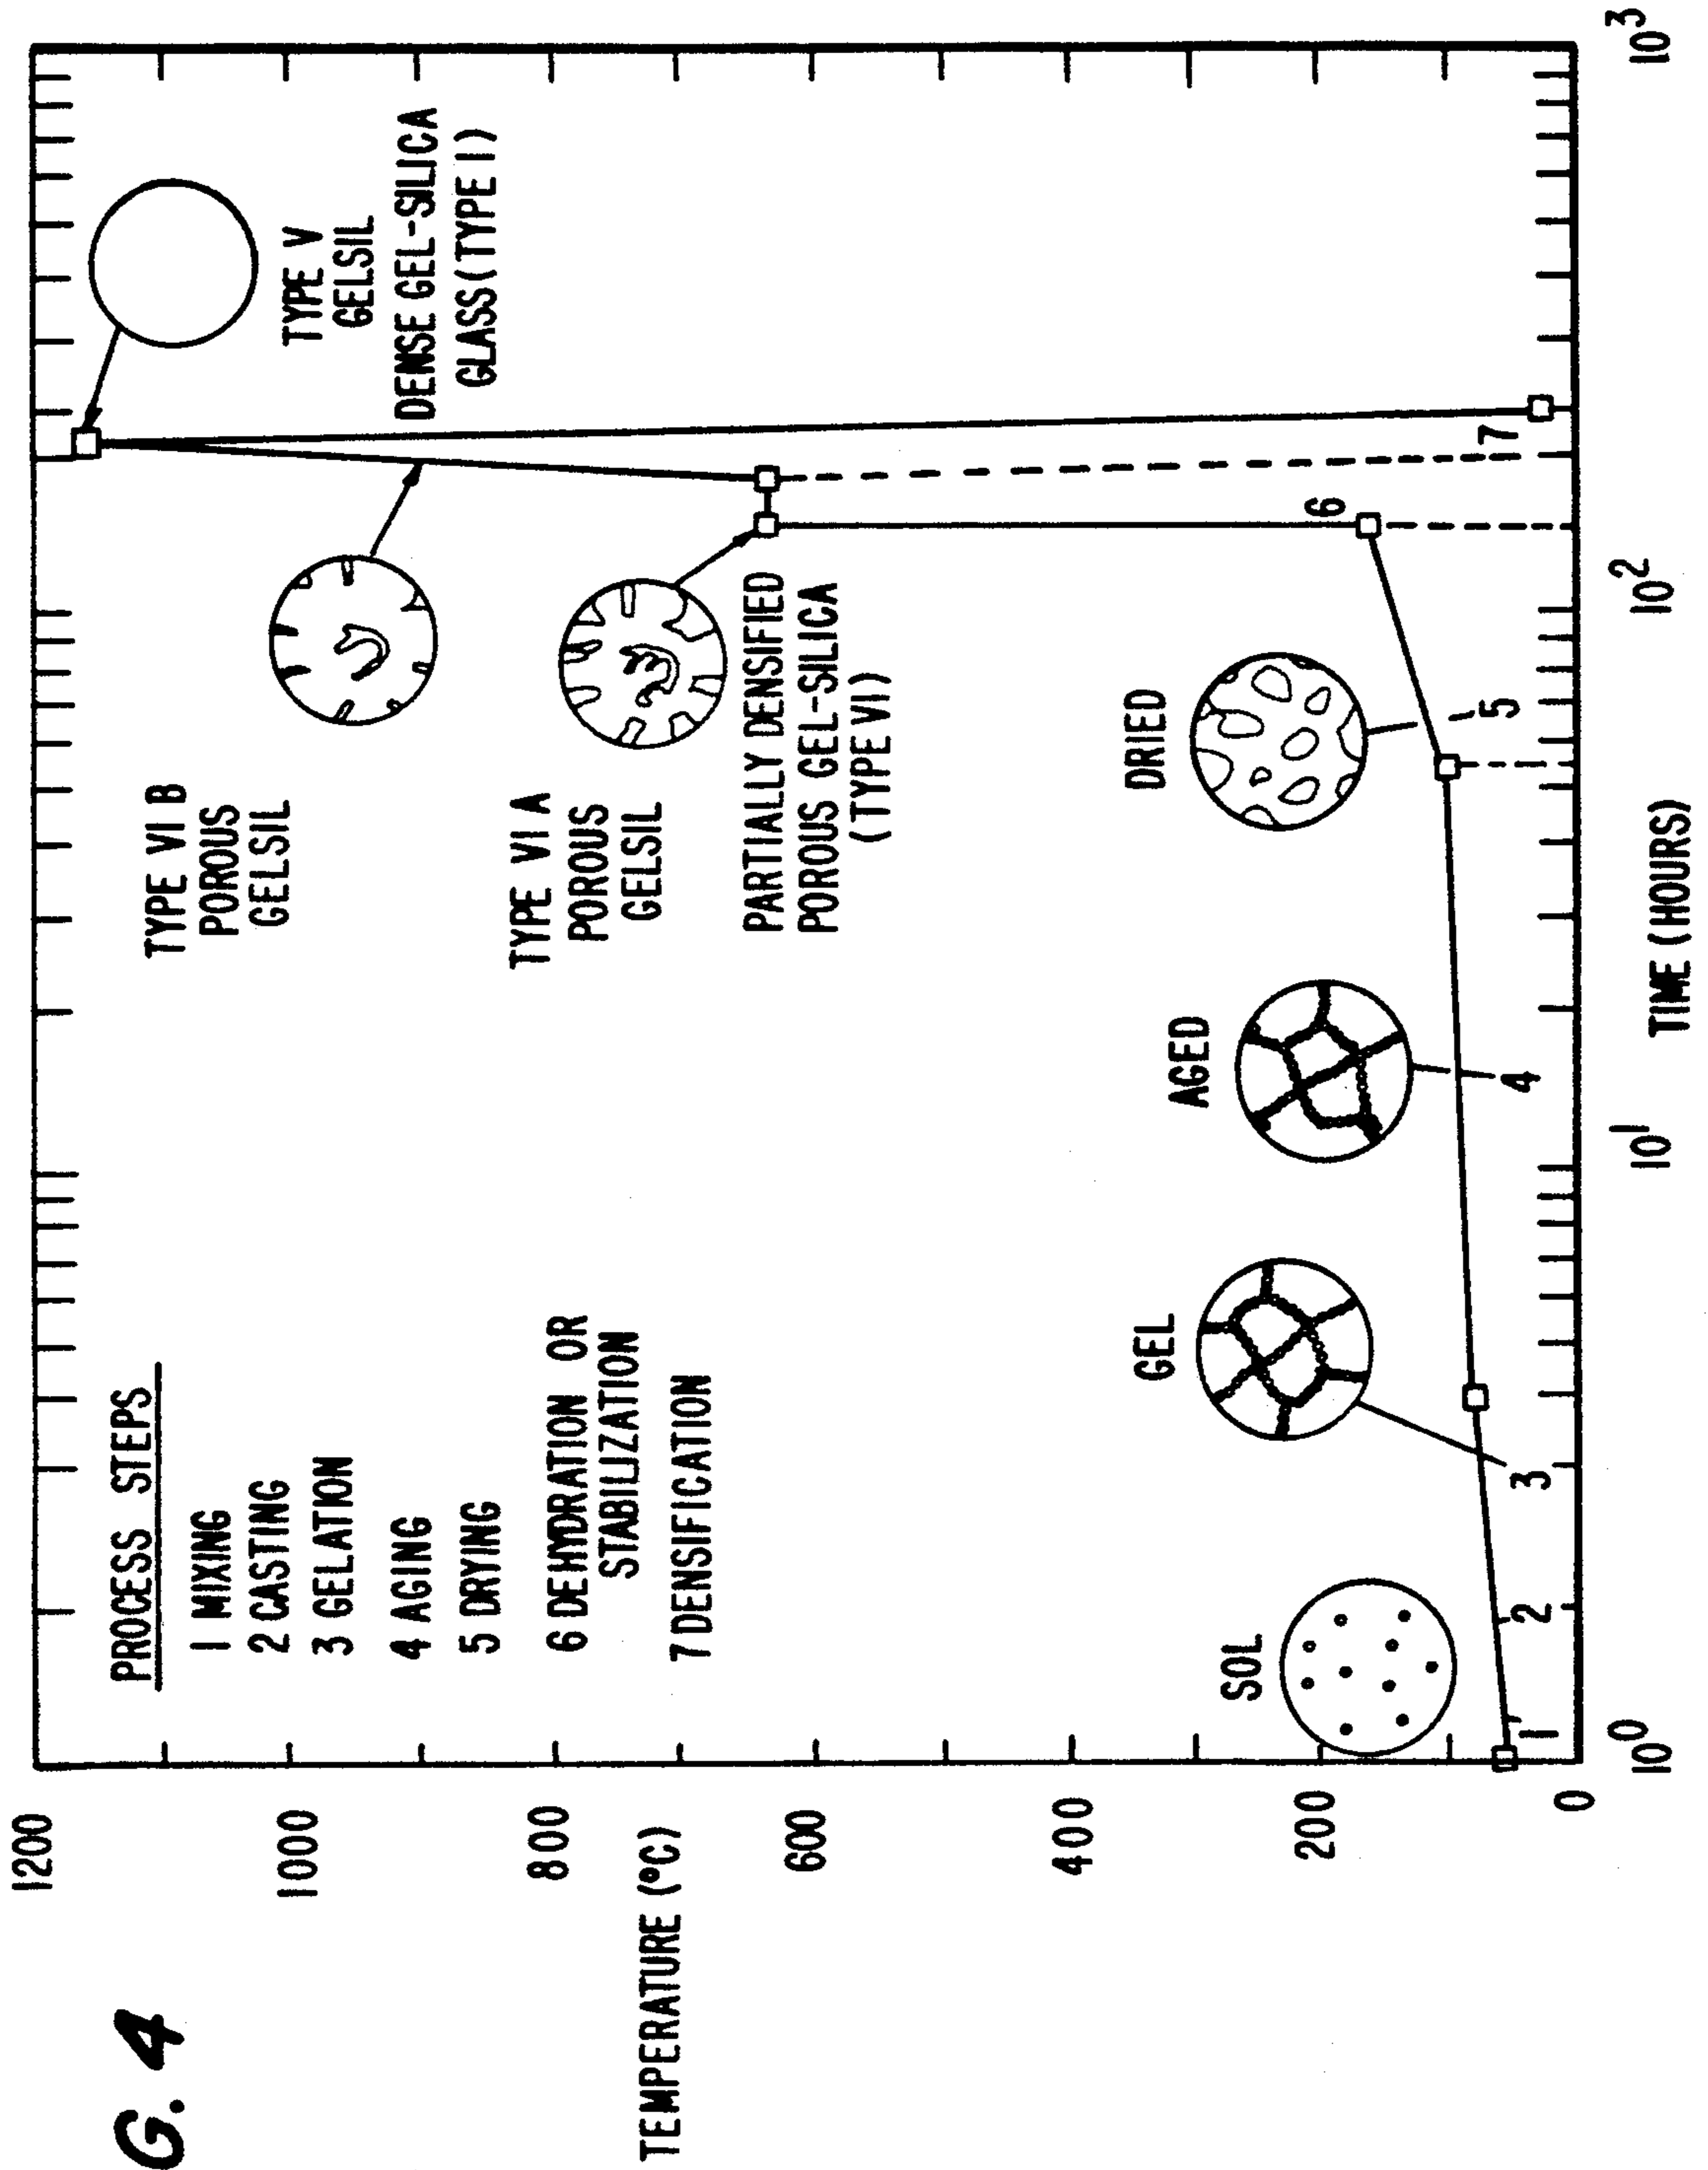 G. 4
PROCESS STEPS
1 MIXING
2 CASTING
3 GELATION
4 AGING
5 DRYING
6 DEHYDRATION OR
STABILIZATION
7 DENSIFICATION
TYPE VI B
POROUS
GELSIL
TYPE VI A
POROUS
GELSIL
PARTIALLY DENSIFIED
POROUS GEL-SILICA
(TYPE VI)
TYPE V
GELSIL
DENSE GEL-SILICA
GLASS (TYPE I)
TEMPERATURE (°C)
1200
1000
800
600
400
200
0
SOL
GEL
AGED
DRIED
1
2
3
4
5
6
7
10⁰
10¹
10²
10³
TIME (HOURS)